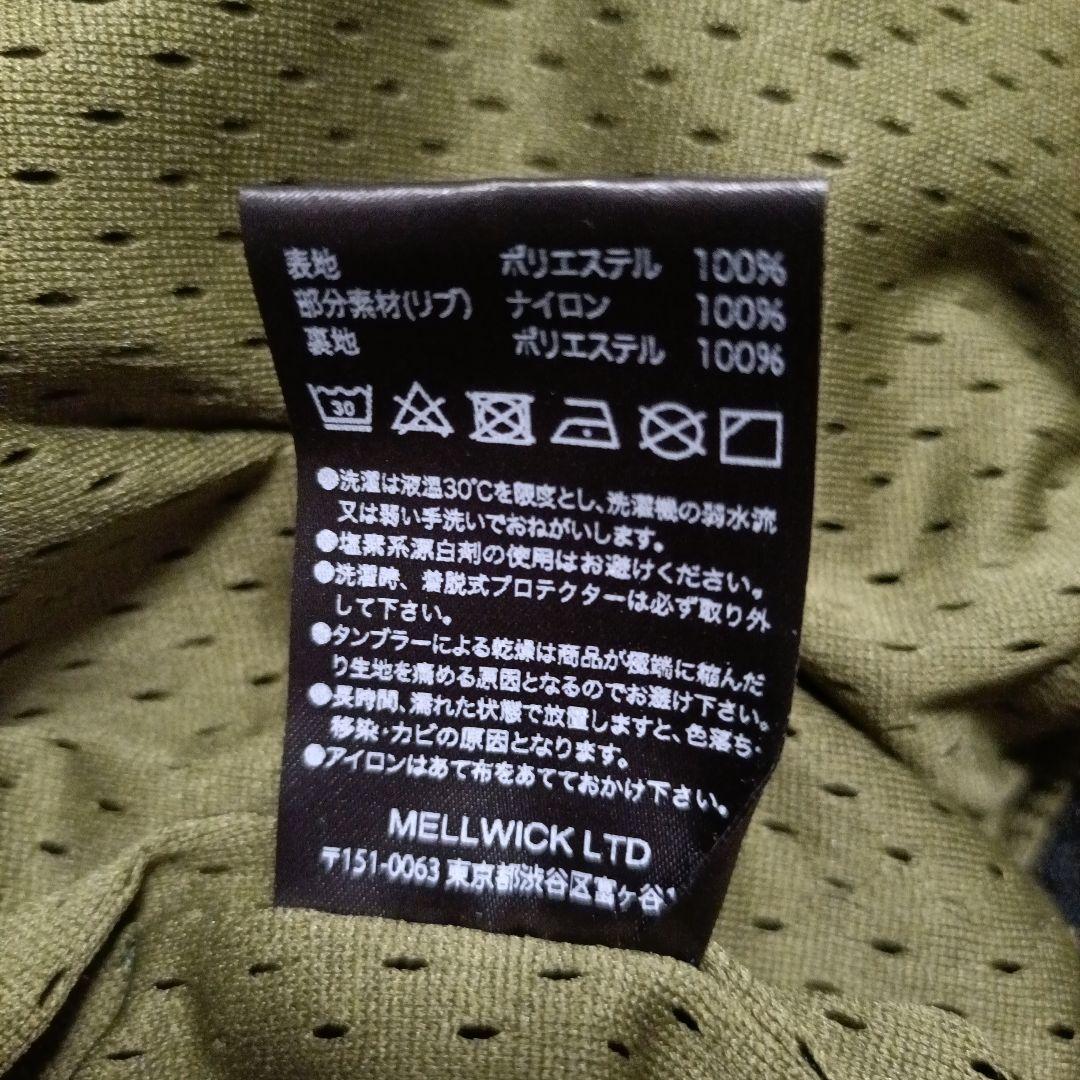 表地 ポリエステル 100%
部分素材(リブ) ナイロン 100%
裏地 ポリエステル 100%
30
●洗濯は液温30℃を限度とし、洗濯機の弱水流
又は弱い手洗いでおねがいします。
●塩素系漂白剤の使用はお避けください。
●洗濯時、着脱式プロテクターは必ず取り外
して下さい。
●タンブラーによる乾燥は商品が極端に縮んだ
り生地を痛める原因となるのでお避け下さい。
●長時間、濡れた状態で放置しますと、色落ち・
移染・カビの原因となります。
●アイロンはあて布をあてておかけ下さい。
MELLWICK LTD
〒151-0063 東京都渋谷区富ヶ谷